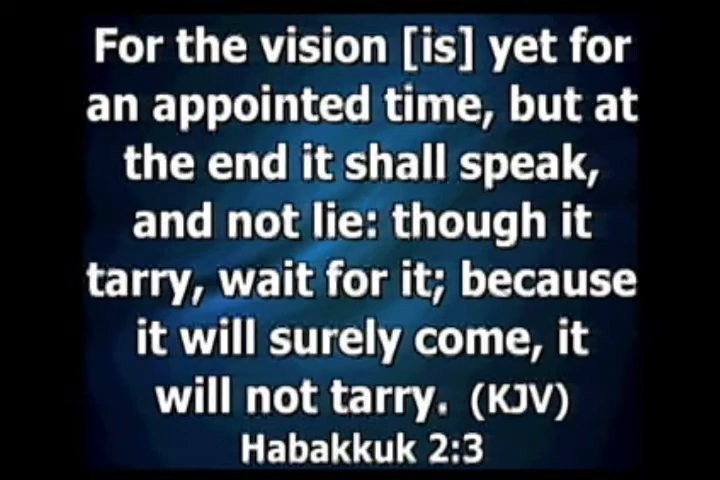 For the vision [is] yet for
an appointed time, but at
the end it shall speak,
and not lie: though it
tarry, wait for it; because
it will surely come, it
will not tarry. (KJV)
Habakkuk 2:3